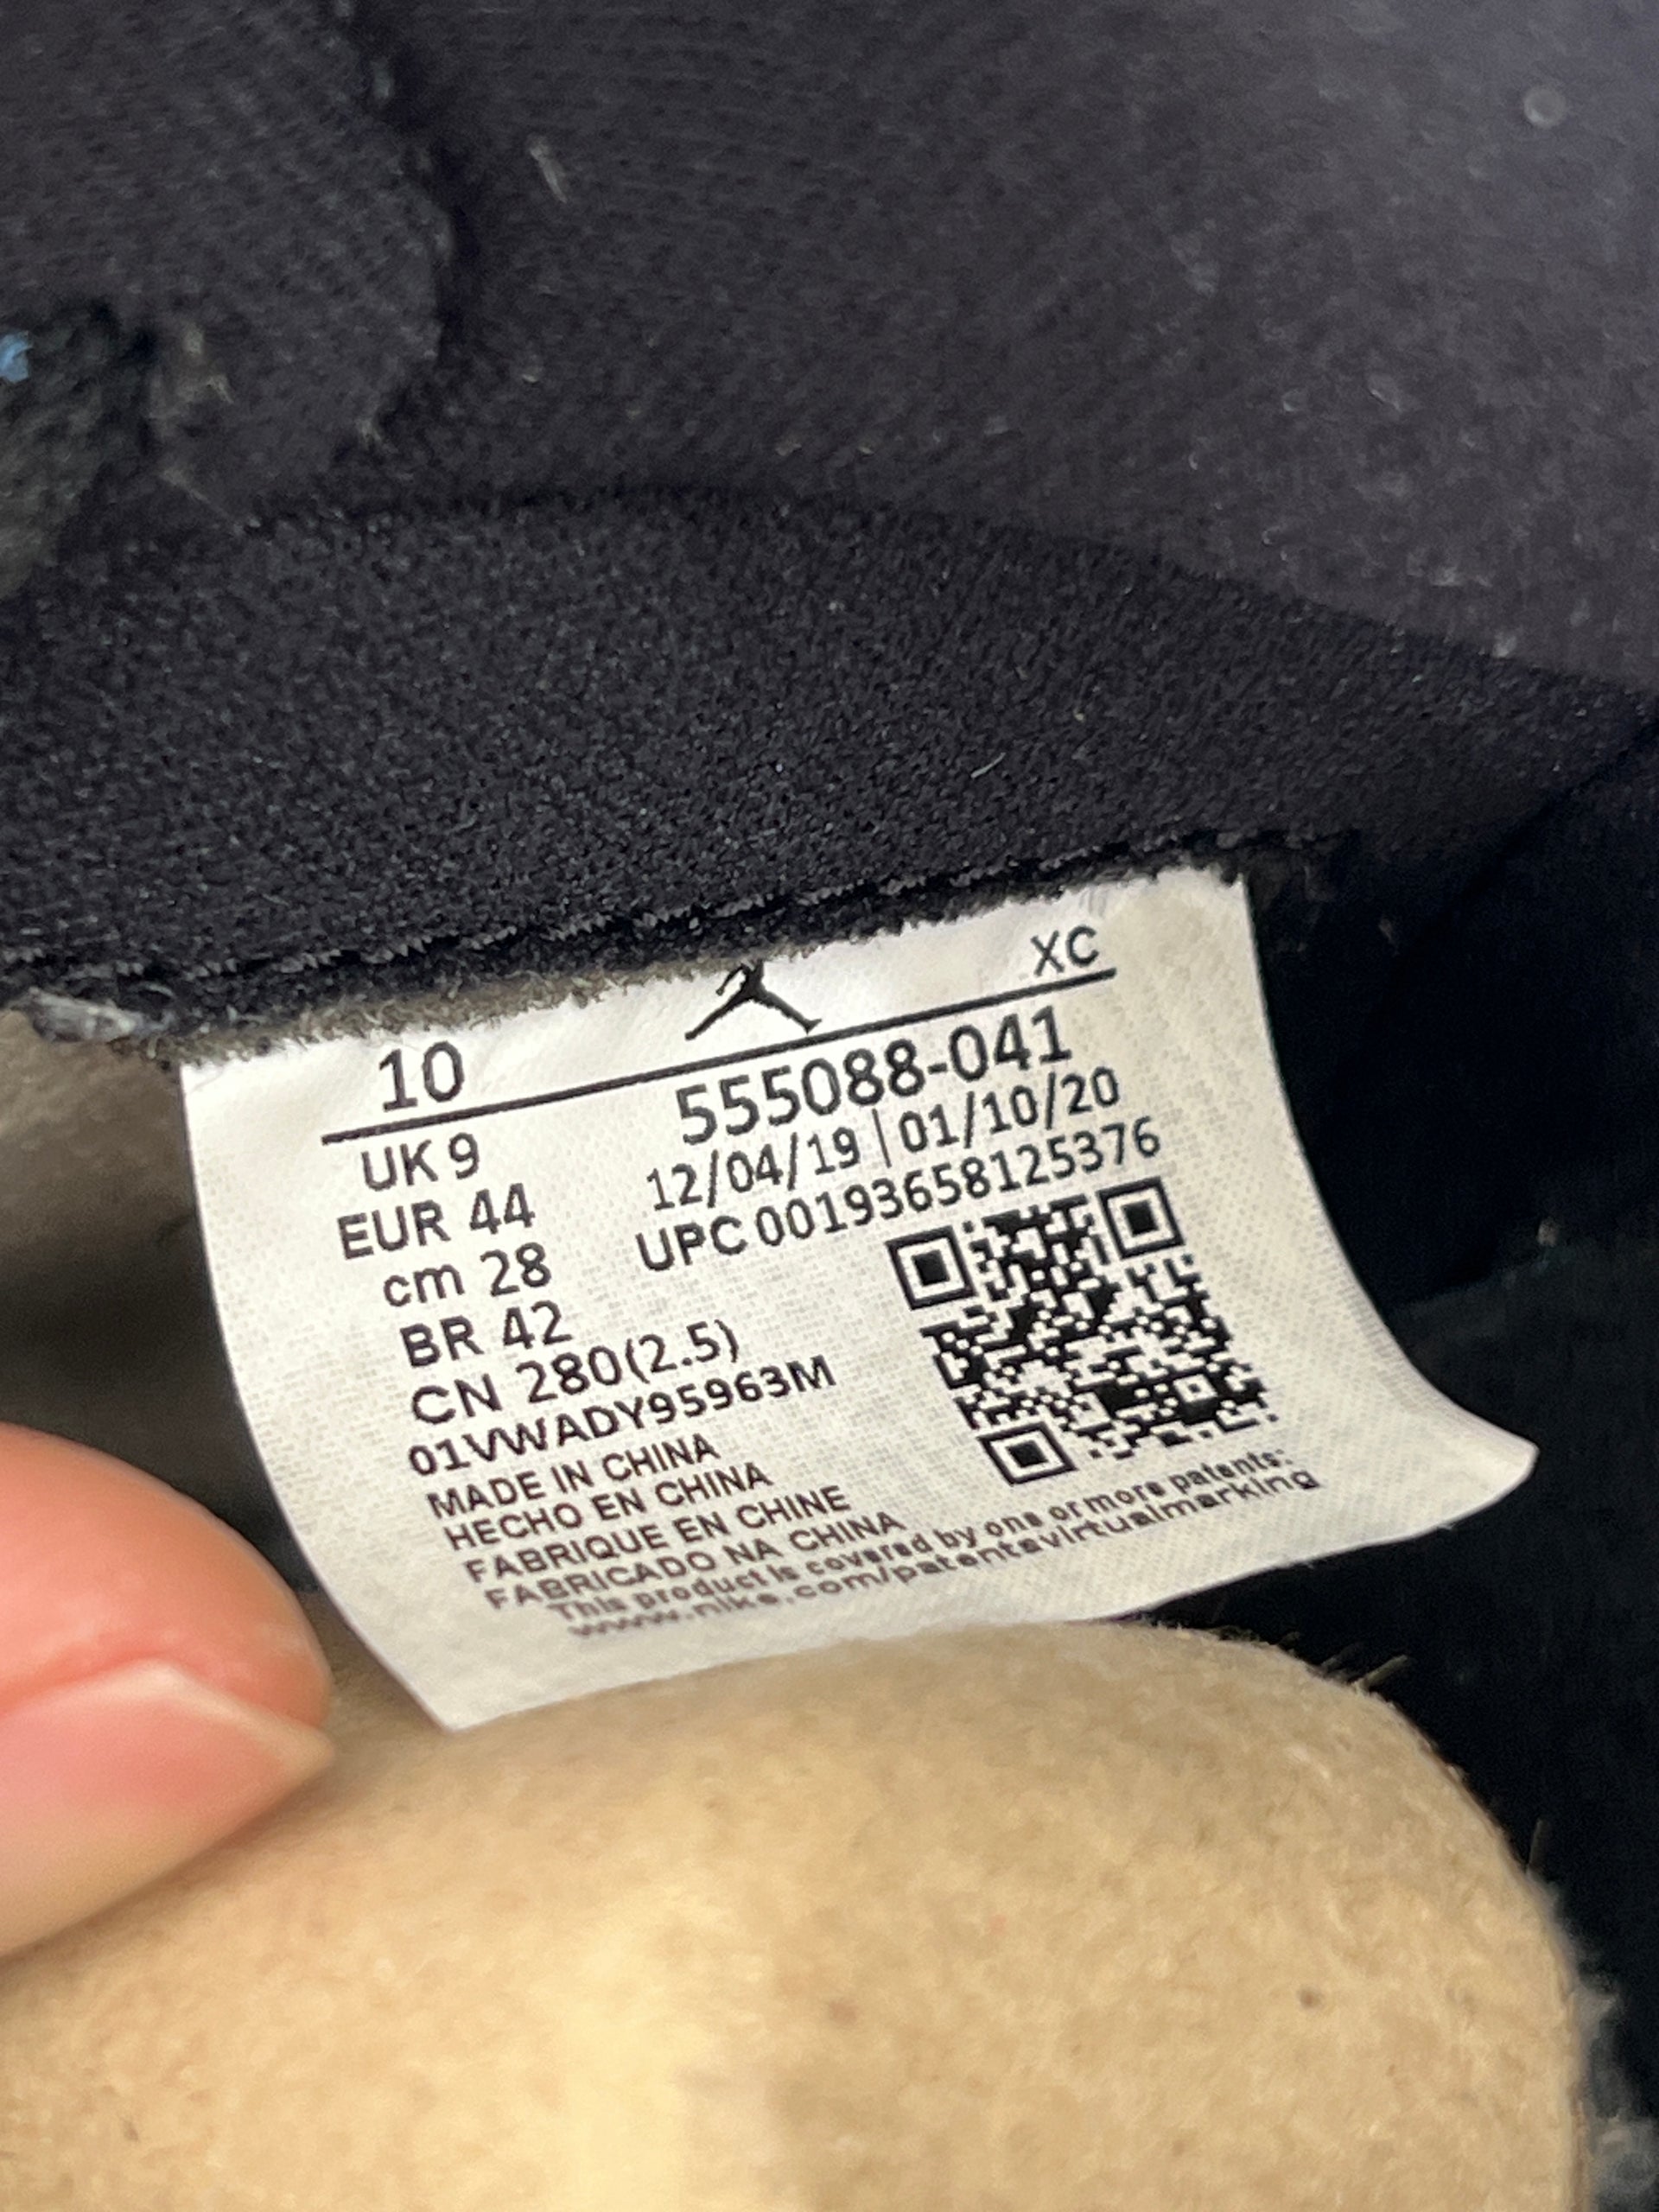 10 XC
UK 9 555088-041
EUR 44 12/04/19 | 01/10/20
cm 28 UPC 00193658125376
BR 42
CN 280(2.5)
01VWADY95963M
MADE IN CHINA
HECHO EN CHINA
FABRIQUE EN CHINE
FABRICADO NA CHINA
This product is covered by one or more patents:
www.nike.com/patentsvirtualmarking